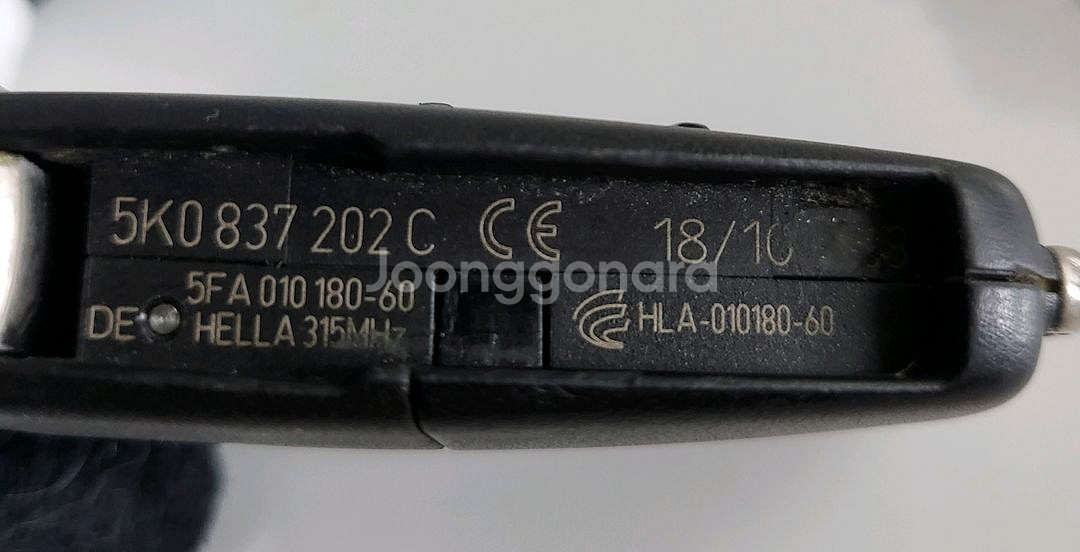 5K0 837 202 C CE 18/10
5FA 010 180-60
DE HELLA 315MHz
HLA-010180-60
Joonggonara